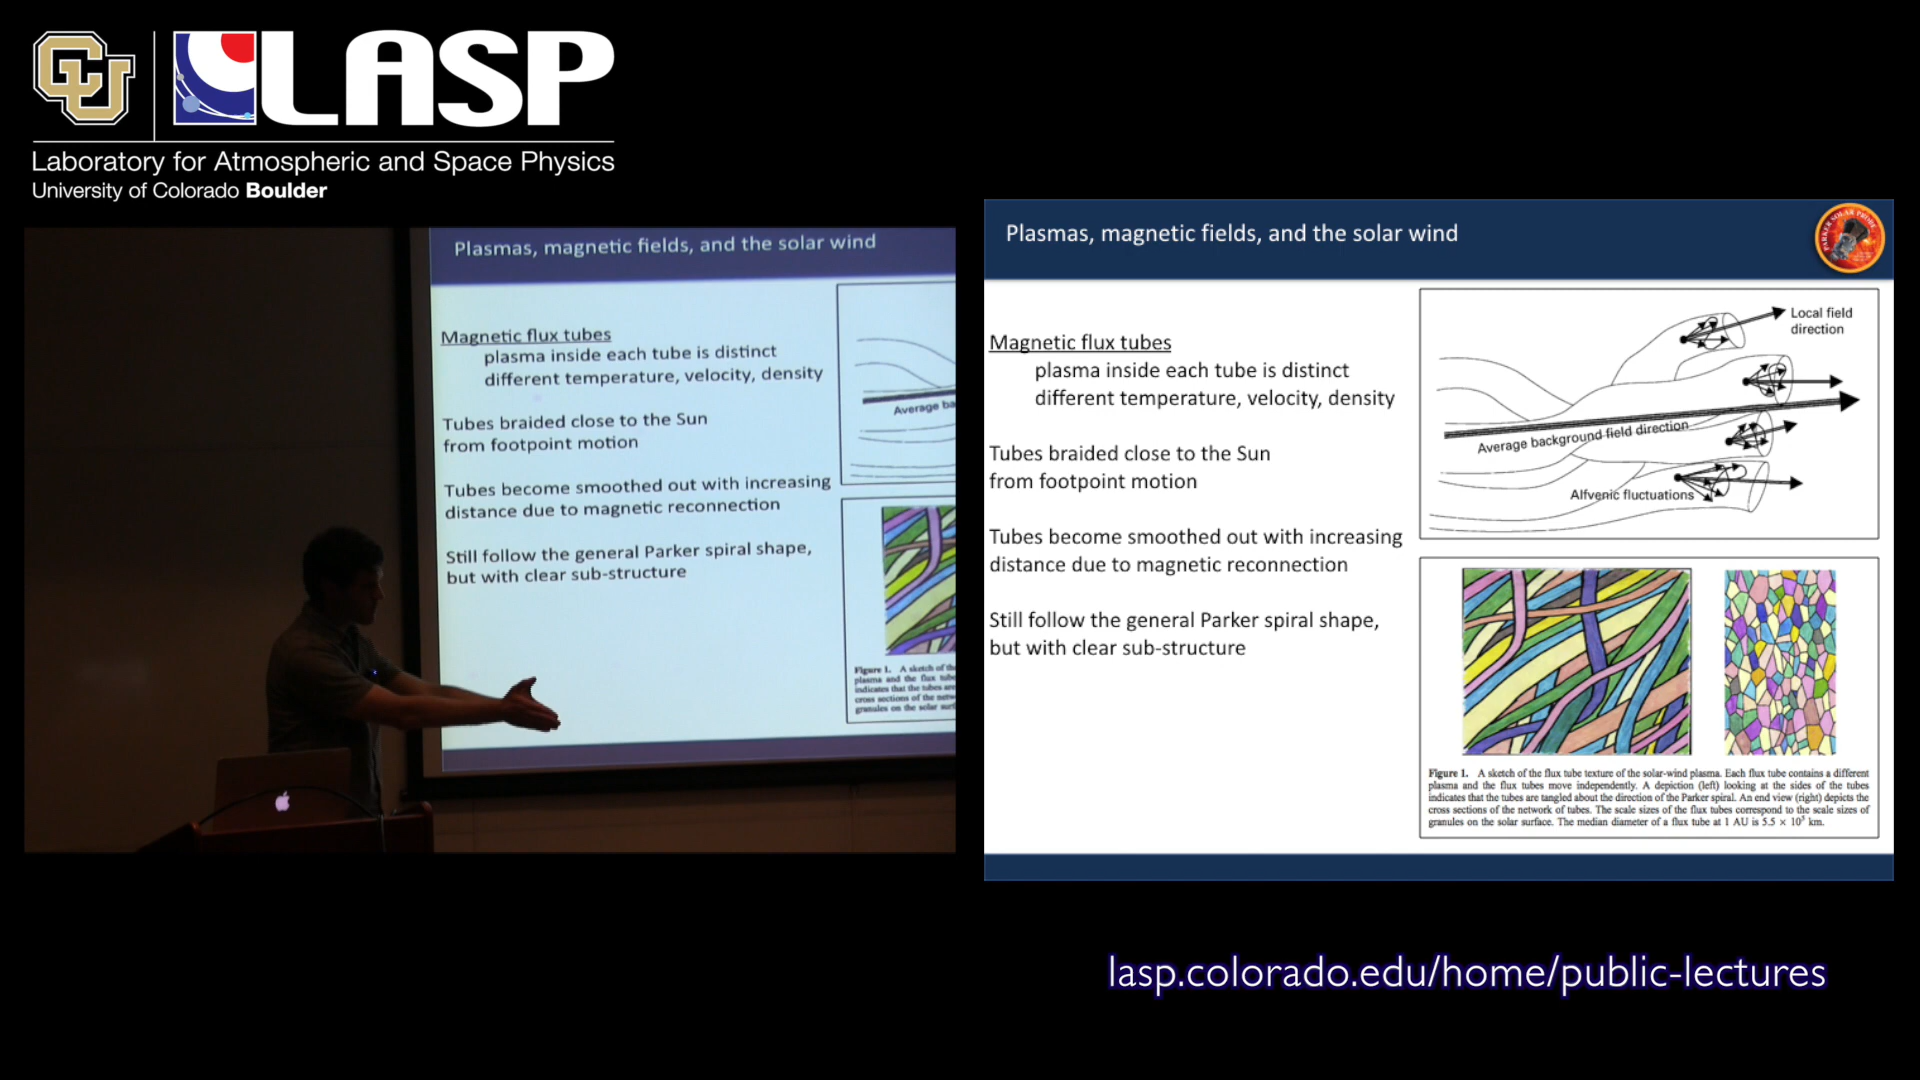 CU
LASP
Laboratory for Atmospheric and Space Physics
University of Colorado Boulder
Plasmas, magnetic fields, and the solar wind
Magnetic flux tubes
plasma inside each tube is distinct
different temperature, velocity, density
Tubes braided close to the Sun
from footpoint motion
Tubes become smoothed out with increasing
distance due to magnetic reconnection
Still follow the general Parker spiral shape,
but with clear sub-structure
Average ba
Figure 1. A sketch of the
plasma and the flux tube
indicates that the tubes are
cross sections of the netw
granules on the solar surf
Plasmas, magnetic fields, and the solar wind
PARKER SOLAR PROBE
Magnetic flux tubes
plasma inside each tube is distinct
different temperature, velocity, density
Tubes braided close to the Sun
from footpoint motion
Tubes become smoothed out with increasing
distance due to magnetic reconnection
Still follow the general Parker spiral shape,
but with clear sub-structure
Local field
direction
Average background field direction
Alfvenic fluctuations
Figure 1. A sketch of the flux tube texture of the solar-wind plasma. Each flux tube contains a different
plasma and the flux tubes move independently. A depiction (left) looking at the sides of the tubes
indicates that the tubes are tangled about the direction of the Parker spiral. An end view (right) depicts the
cross sections of the network of tubes. The scale sizes of the flux tubes correspond to the scale sizes of
granules on the solar surface. The median diameter of a flux tube at 1 AU is 5.5 × 10⁵ km.
lasp.colorado.edu/home/public-lectures